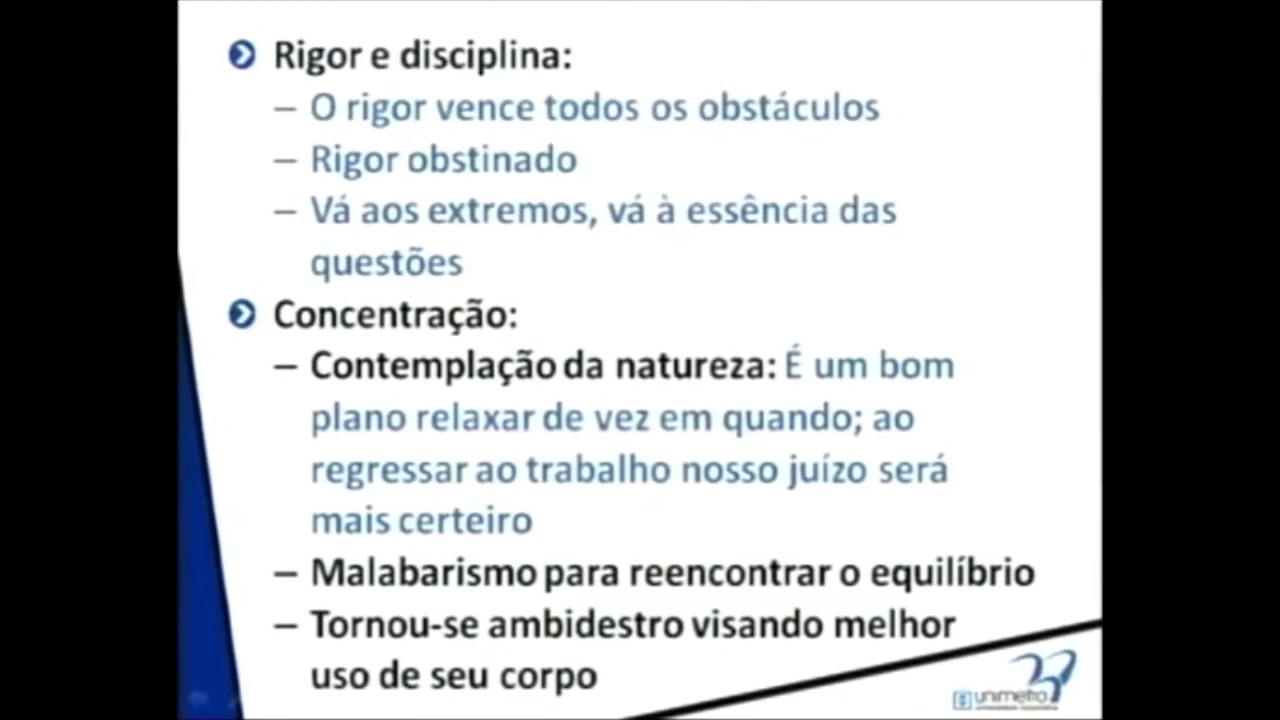 Rigor e disciplina:
– O rigor vence todos os obstáculos
– Rigor obstinado
– Vá aos extremos, vá à essência das
questões
Concentração:
– Contemplação da natureza: É um bom
plano relaxar de vez em quando; ao
regressar ao trabalho nosso juízo será
mais certeiro
– Malabarismo para reencontrar o equilíbrio
– Tornou-se ambidestro visando melhor
uso de seu corpo
unimetro